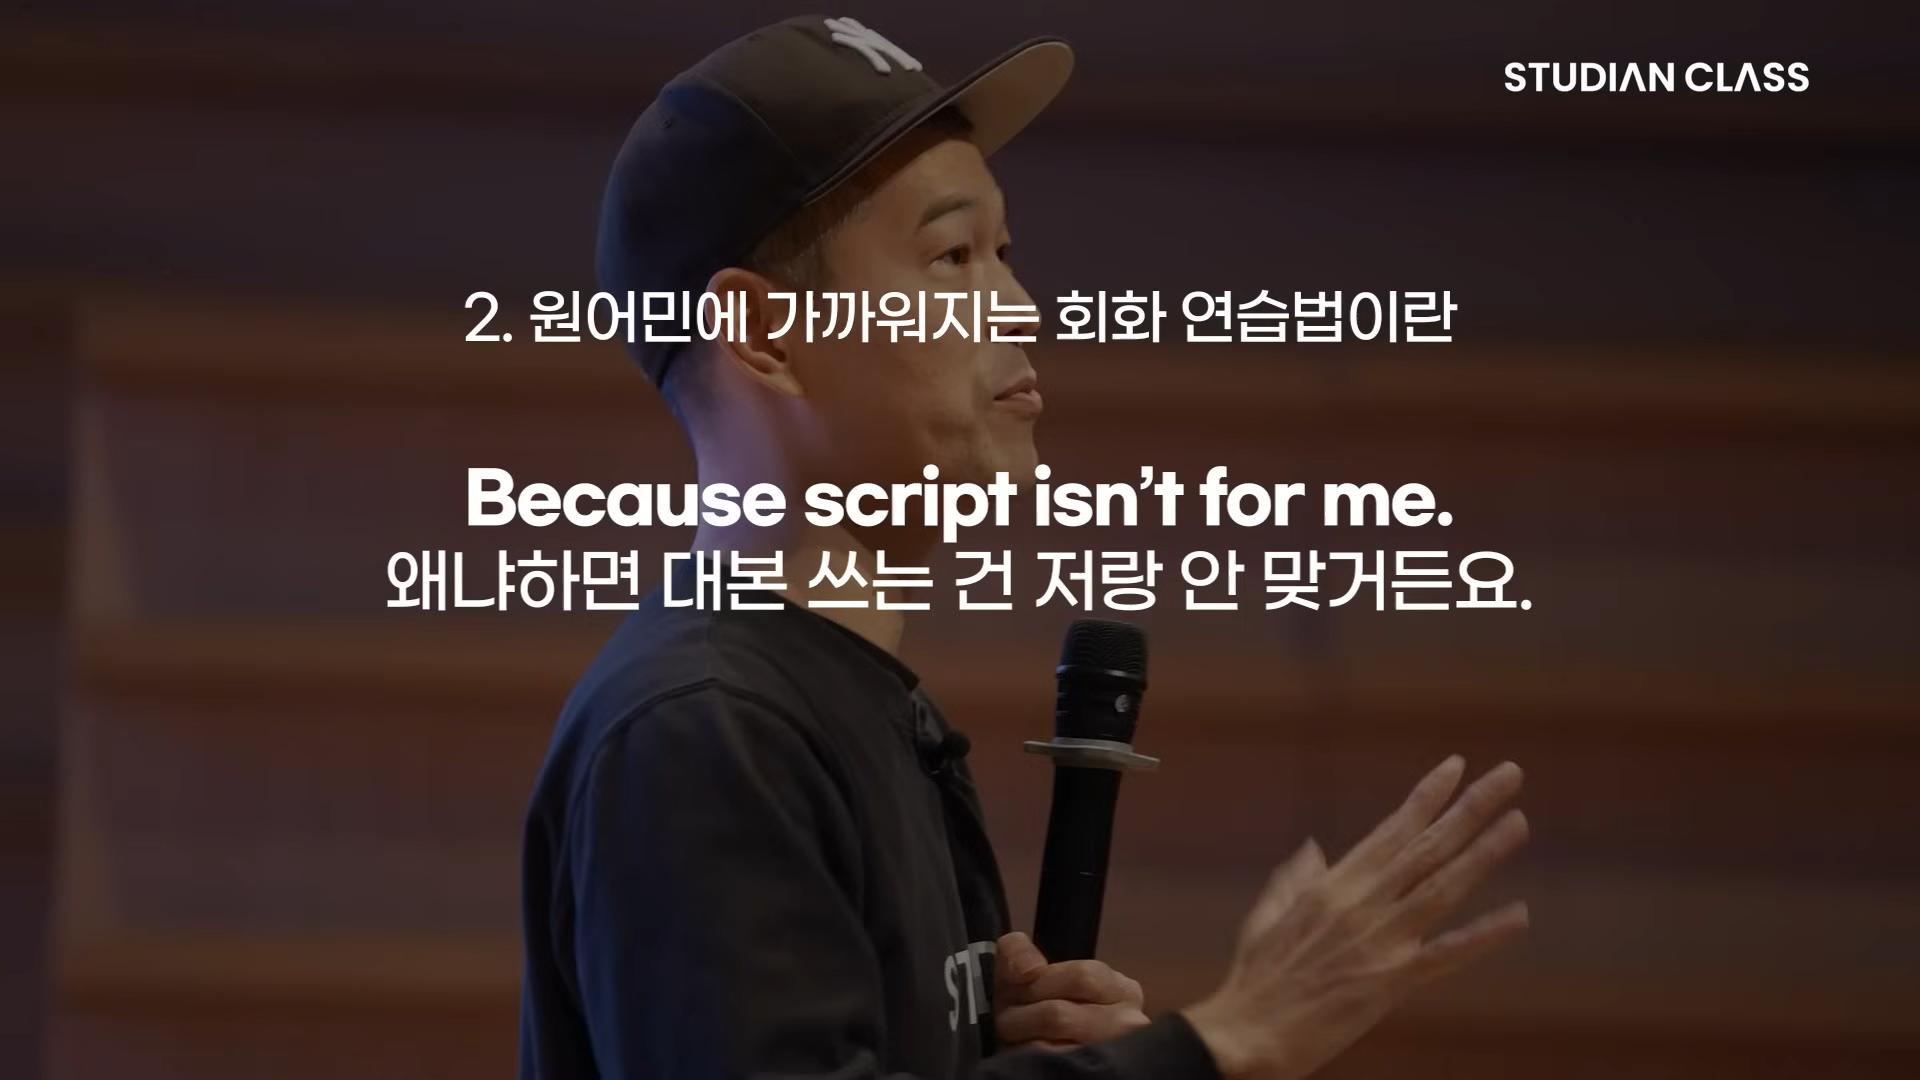 STUDIAN CLASS
2. 원어민에 가까워지는 회화 연습법이란
Because script isn’t for me.
왜냐하면 대본 쓰는 건 저랑 안 맞거든요.